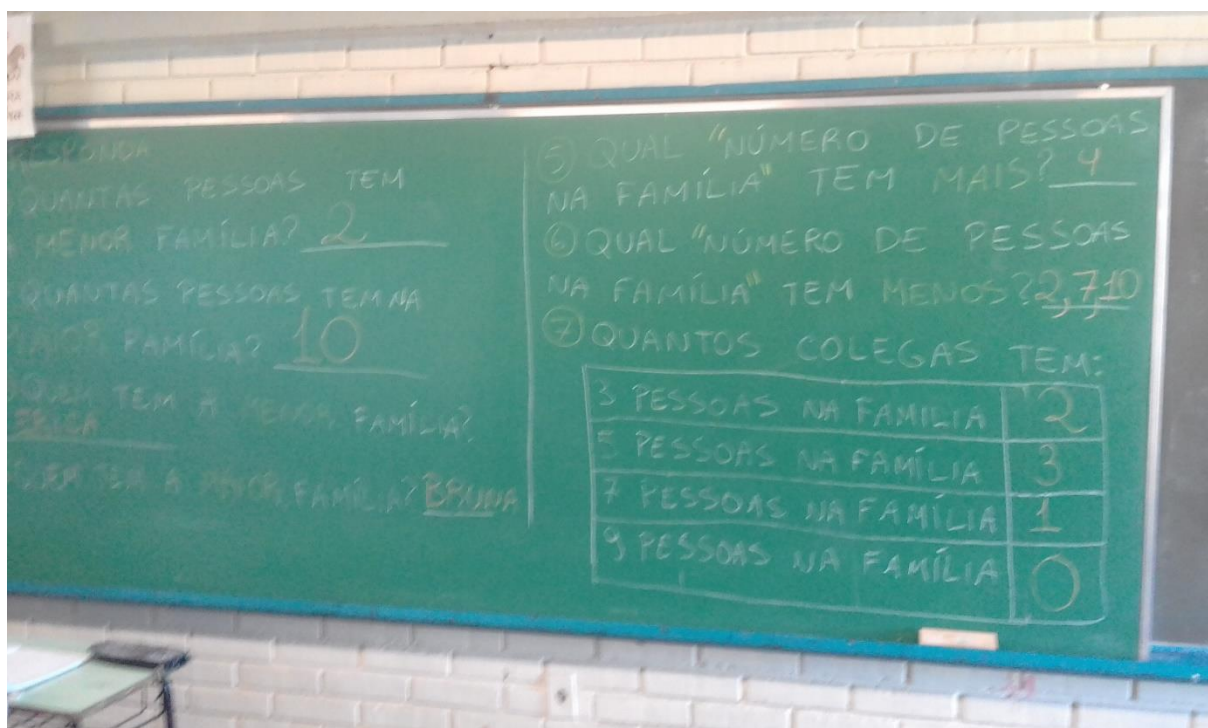 RESPONDA
QUANTAS PESSOAS TEM
MENOR FAMÍLIA? 2
QUANTAS PESSOAS TEM NA
MAIOR FAMÍLIA? 10
QUEM TEM A MENOR FAMÍLIA?
QUEM TEM A MAIOR FAMÍLIA? BRUNA
⑤ QUAL "NÚMERO DE PESSOAS
NA FAMÍLIA" TEM MAIS? 4
⑥ QUAL "NÚMERO DE PESSOAS
NA FAMÍLIA" TEM MENOS? 2,7,10
⑦ QUANTOS COLEGAS TEM:
3 PESSOAS NA FAMILIA 2
5 PESSOAS NA FAMÍLIA 3
7 PESSOAS NA FAMÍLIA 1
9 PESSOAS NA FAMÍLIA 0